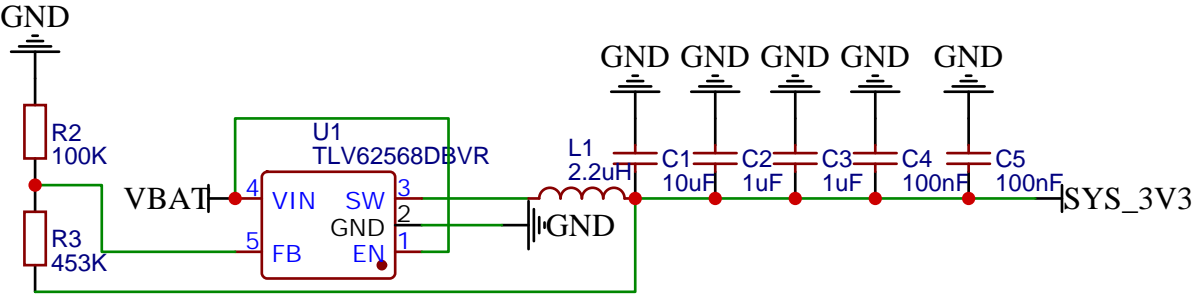 GND
R2
100K
R3
453K
VBAT
U1
TLV62568DBVR
4
VIN
SW
3
GND
2
5
FB
EN
1
GND
L1
2.2uH
GND
GND
GND
GND
GND
C1
10uF
C2
1uF
C3
1uF
C4
100nF
C5
100nF
SYS_3V3